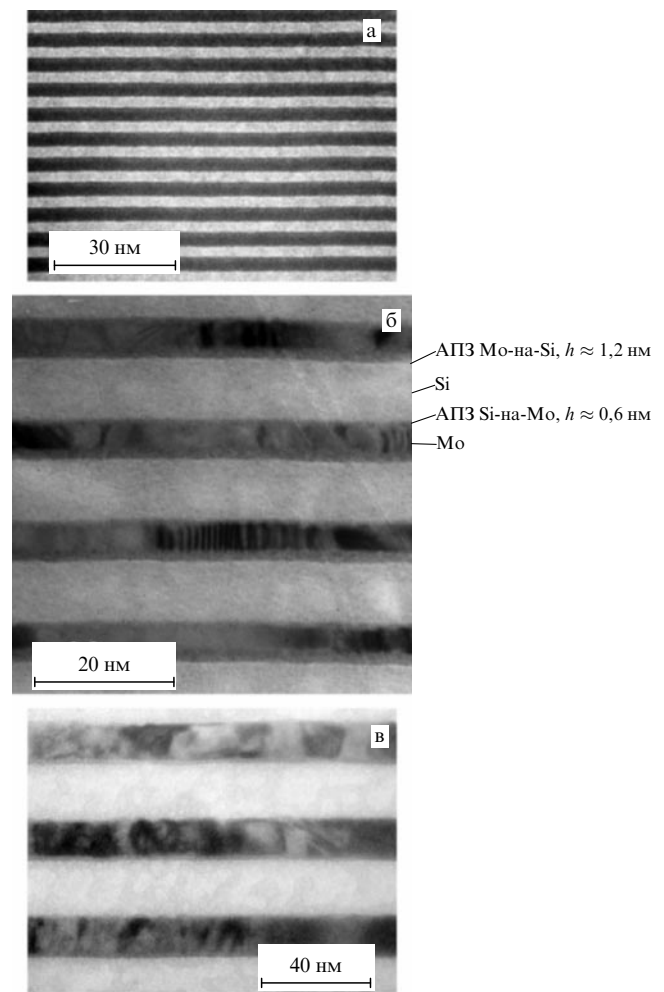 а
30 нм
б
АПЗ Mo-на-Si, h ≈ 1,2 нм
Si
АПЗ Si-на-Mo, h ≈ 0,6 нм
Mo
20 нм
в
40 нм